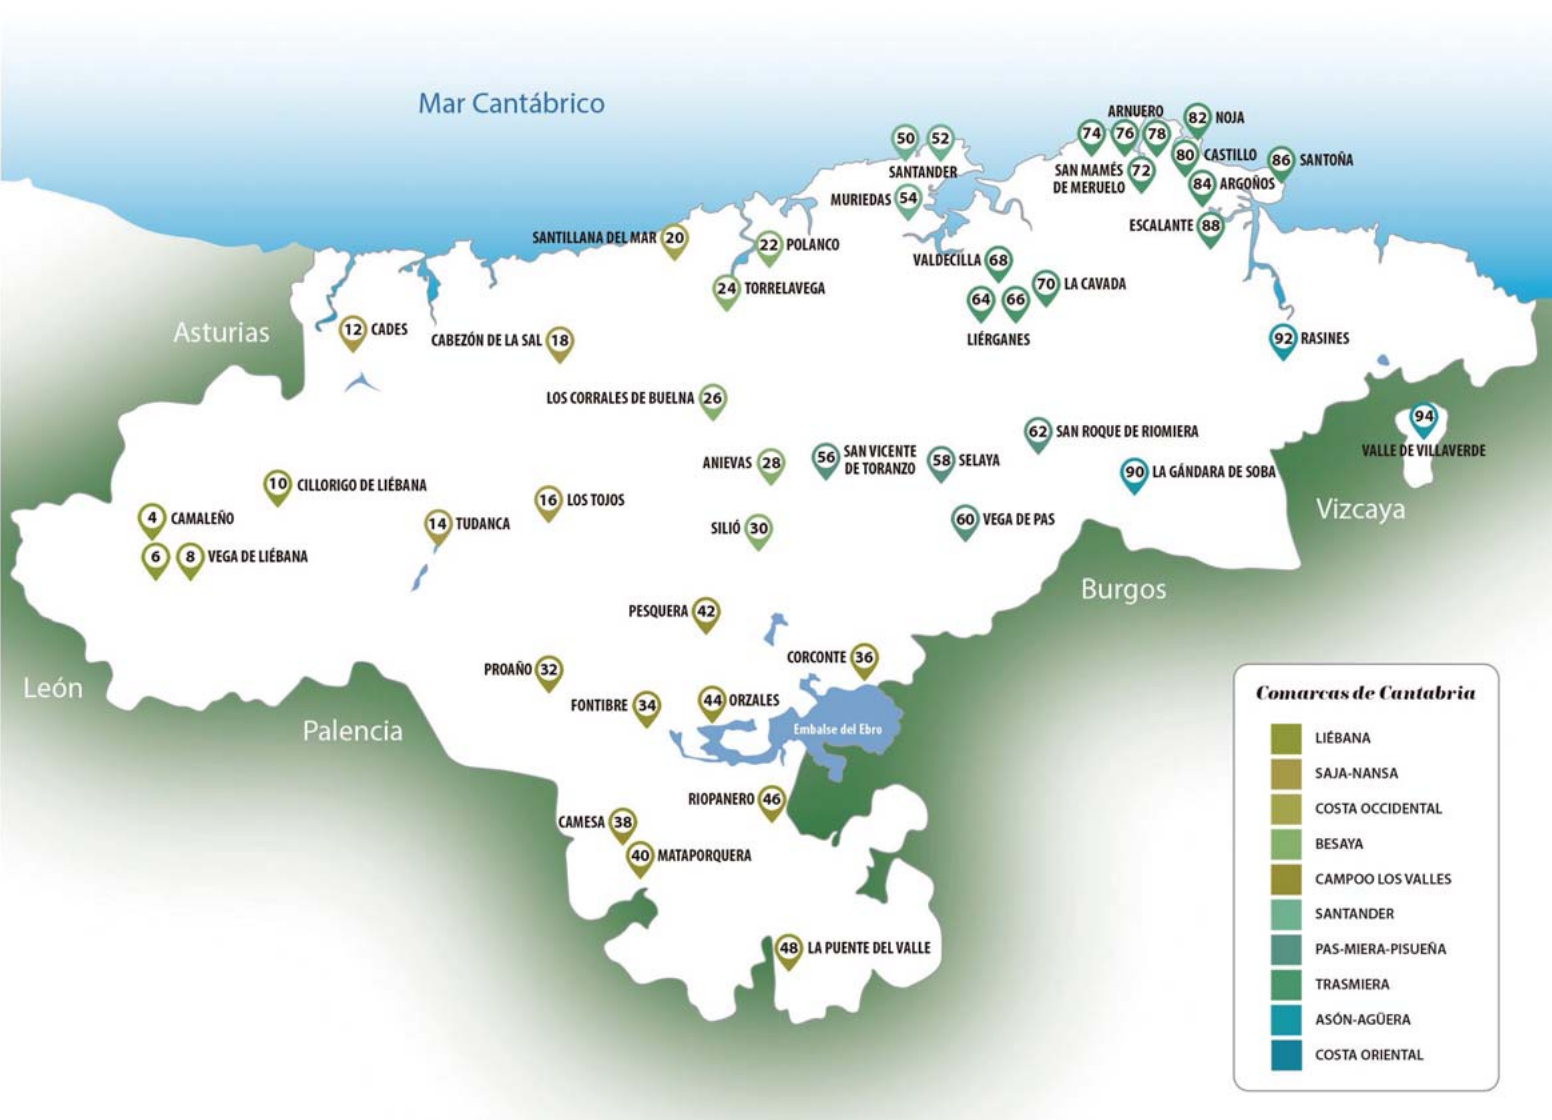 Mar Cantábrico
ARNUERO
82 NOJA
74 76 78
50 52
SANTANDER
80 CASTILLO
86 SANTOÑA
SAN MAMÉS
DE MERUELO
72
84 ARGOÑOS
MURIEDAS 54
ESCALANTE 88
SANTILLANA DEL MAR 20
22 POLANCO
VALDECILLA 68
24 TORRELAVEGA
70 LA CAVADA
64 66
LIÉRGANES
Asturias
12 CADES
CABEZÓN DE LA SAL 18
92 RASINES
LOS CORRALES DE BUELNA 26
94
VALLE DE VILLAVERDE
62 SAN ROQUE DE RIOMIERA
ANIEVAS 28
56 SAN VICENTE
DE TORANZO
58 SELAYA
90 LA GÁNDARA DE SOBA
10 CILLORIGO DE LIÉBANA
16 LOS TOJOS
Vizcaya
4 CAMALEÑO
14 TUDANCA
SILIÓ 30
60 VEGA DE PAS
6 8 VEGA DE LIÉBANA
Burgos
PESQUERA 42
CORCONTE 36
PROAÑO 32
León
FONTIBRE 34
44 ORZALES
Palencia
Embalse del Ebro
RIOPANERO 46
CAMESA 38
40 MATAPORQUERA
48 LA PUENTE DEL VALLE
Comarcas de Cantabria
LIÉBANA
SAJA-NANSA
COSTA OCCIDENTAL
BESAYA
CAMPOO LOS VALLES
SANTANDER
PAS-MIERA-PISUEÑA
TRASMIERA
ASÓN-AGÜERA
COSTA ORIENTAL